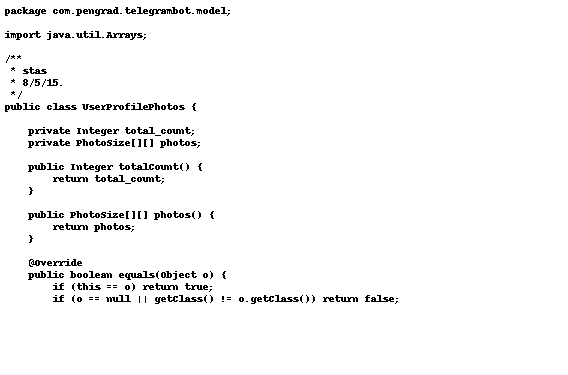 package com.pengrad.telegrambot.model;

import java.util.Arrays;

/**
 * stas
 * 8/5/15.
 */
public class UserProfilePhotos {

    private Integer total_count;
    private PhotoSize[][] photos;

    public Integer totalCount() {
        return total_count;
    }

    public PhotoSize[][] photos() {
        return photos;
    }

    @Override
    public boolean equals(Object o) {
        if (this == o) return true;
        if (o == null || getClass() != o.getClass()) return false;